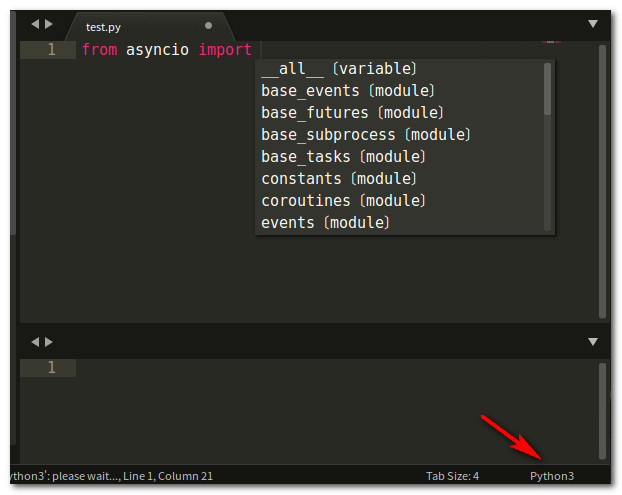 test.py
1 from asyncio import
__all__ (variable)
base_events (module)
base_futures (module)
base_subprocess (module)
base_tasks (module)
constants (module)
coroutines (module)
events (module)
1
ython3': please wait..., Line 1, Column 21 Tab Size: 4 Python3